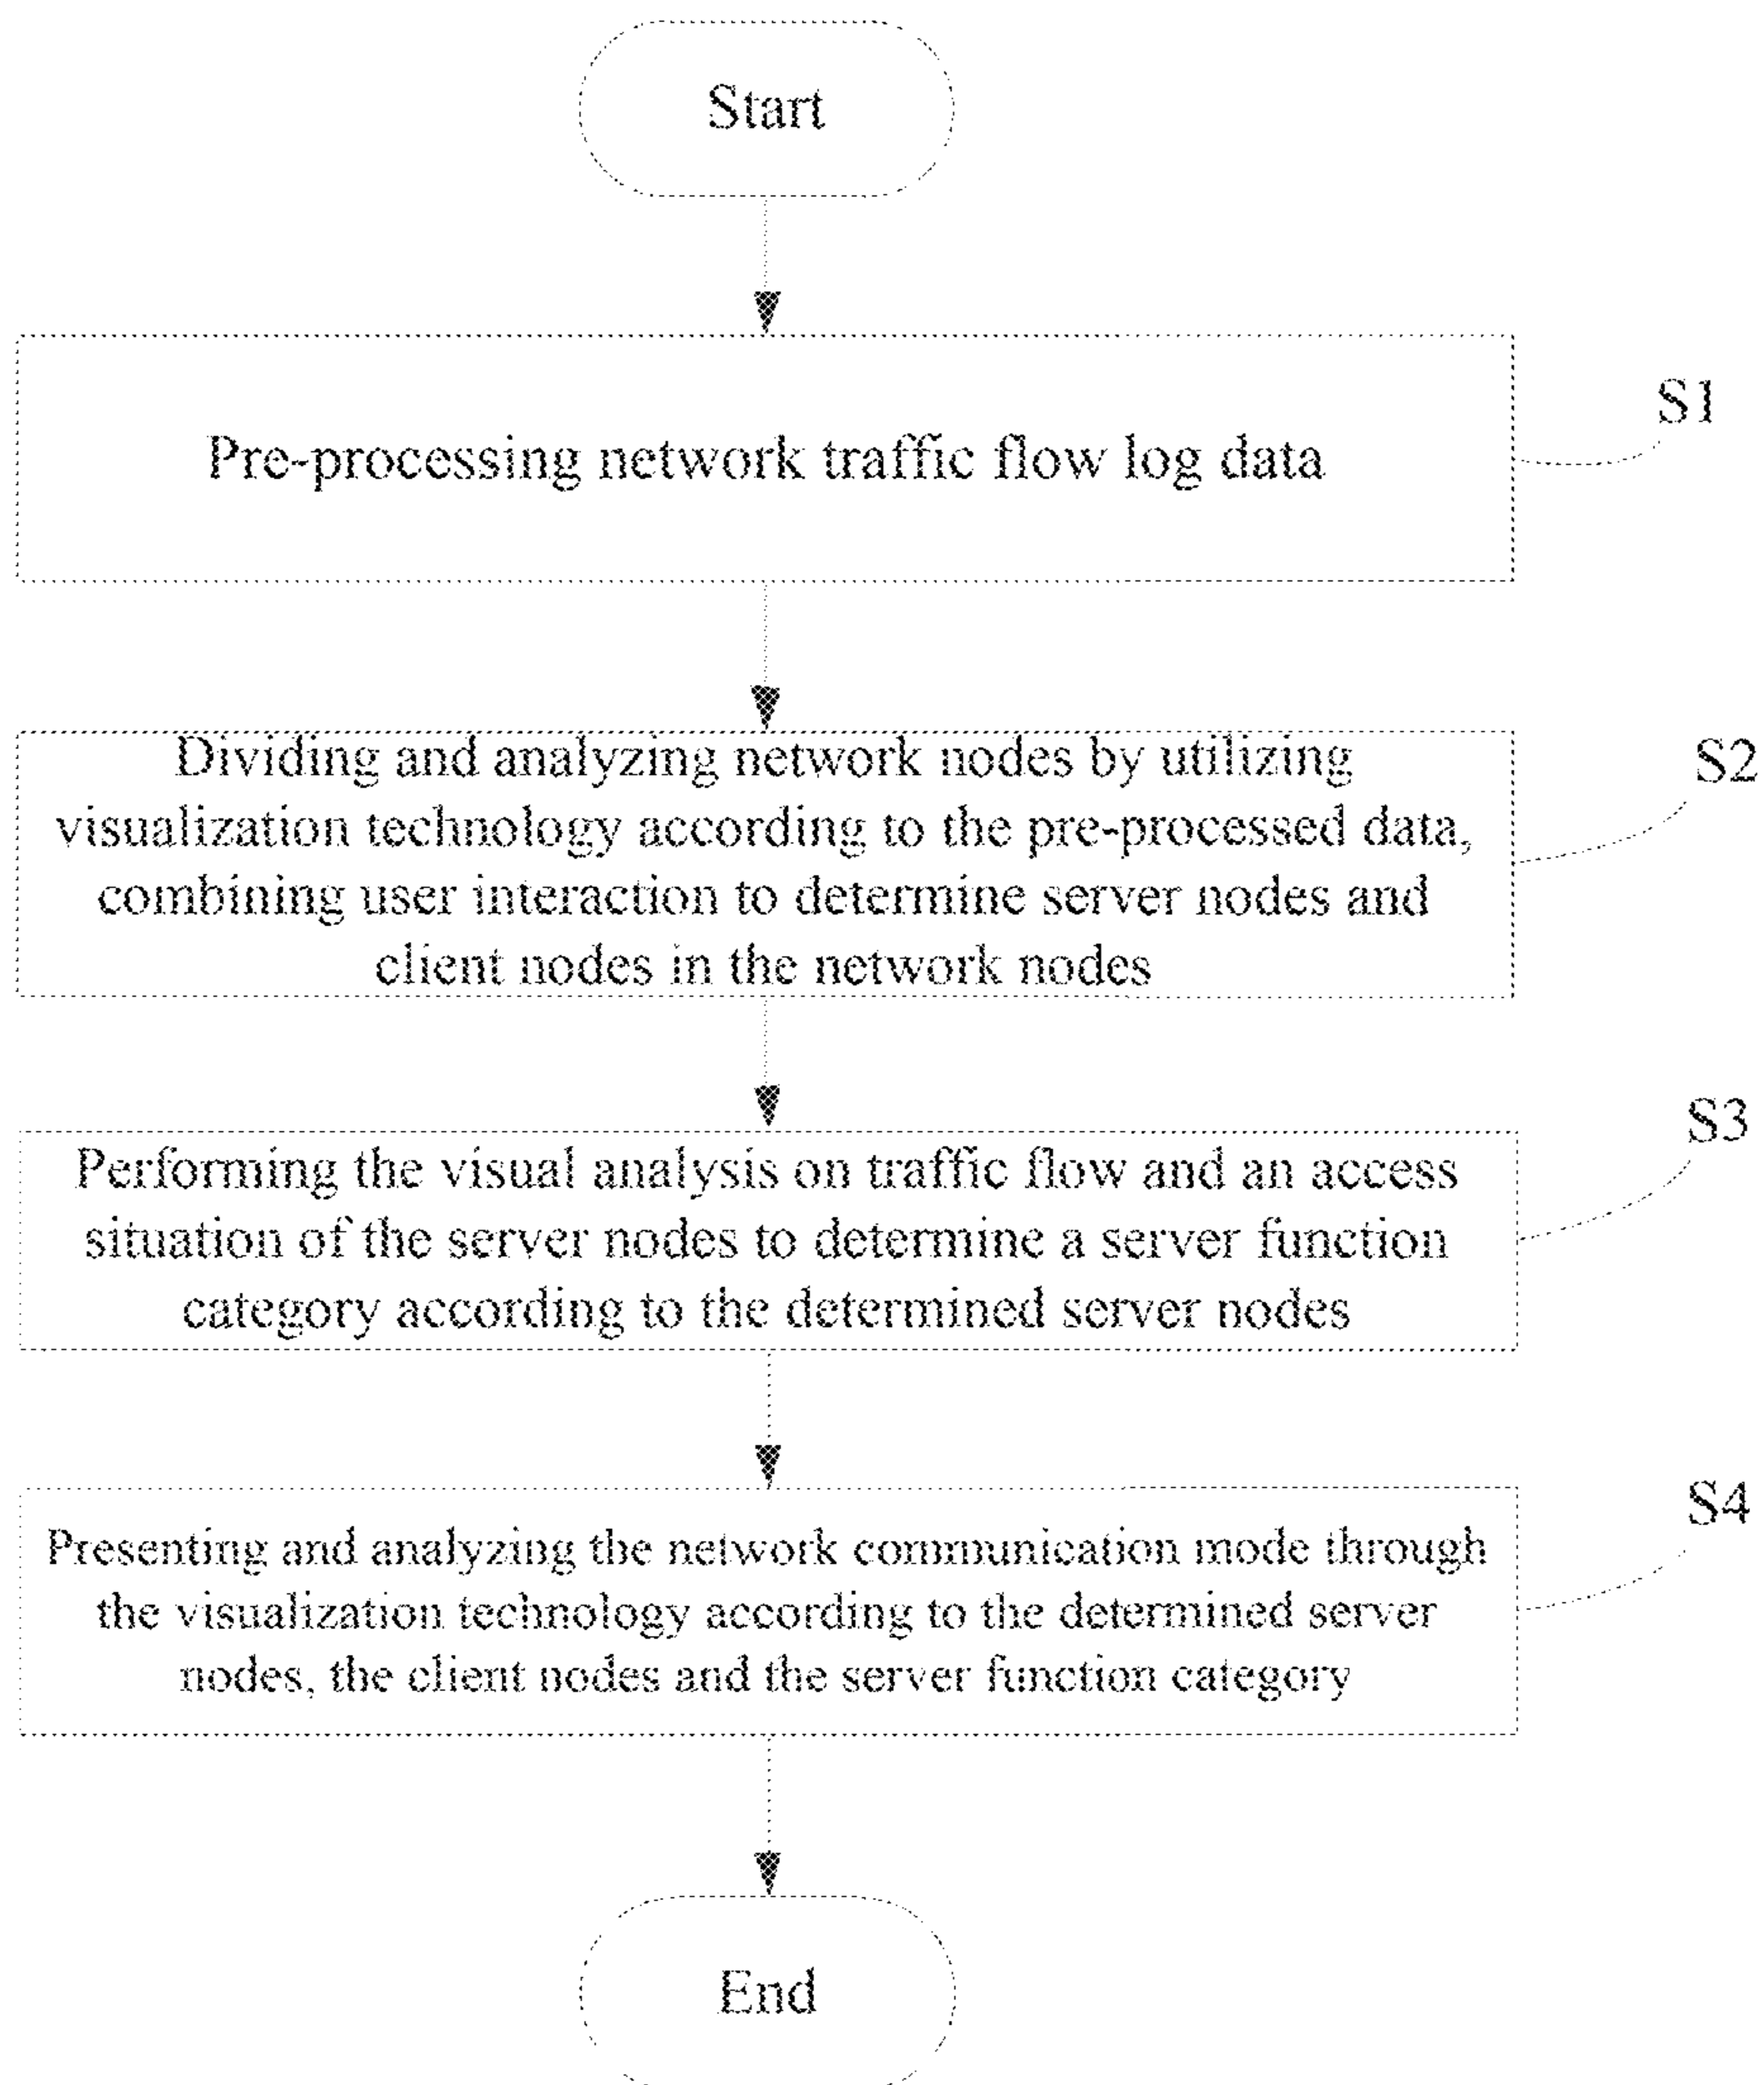 Start
Pre-processing network traffic flow log data
S1
Dividing and analyzing network nodes by utilizing
visualization technology according to the pre-processed data,
combining user interaction to determine server nodes and
client nodes in the network nodes
S2
Performing the visual analysis on traffic flow and an access
situation of the server nodes to determine a server function
category according to the determined server nodes
S3
Presenting and analyzing the network communication mode through
the visualization technology according to the determined server
nodes, the client nodes and the server function category
S4
End